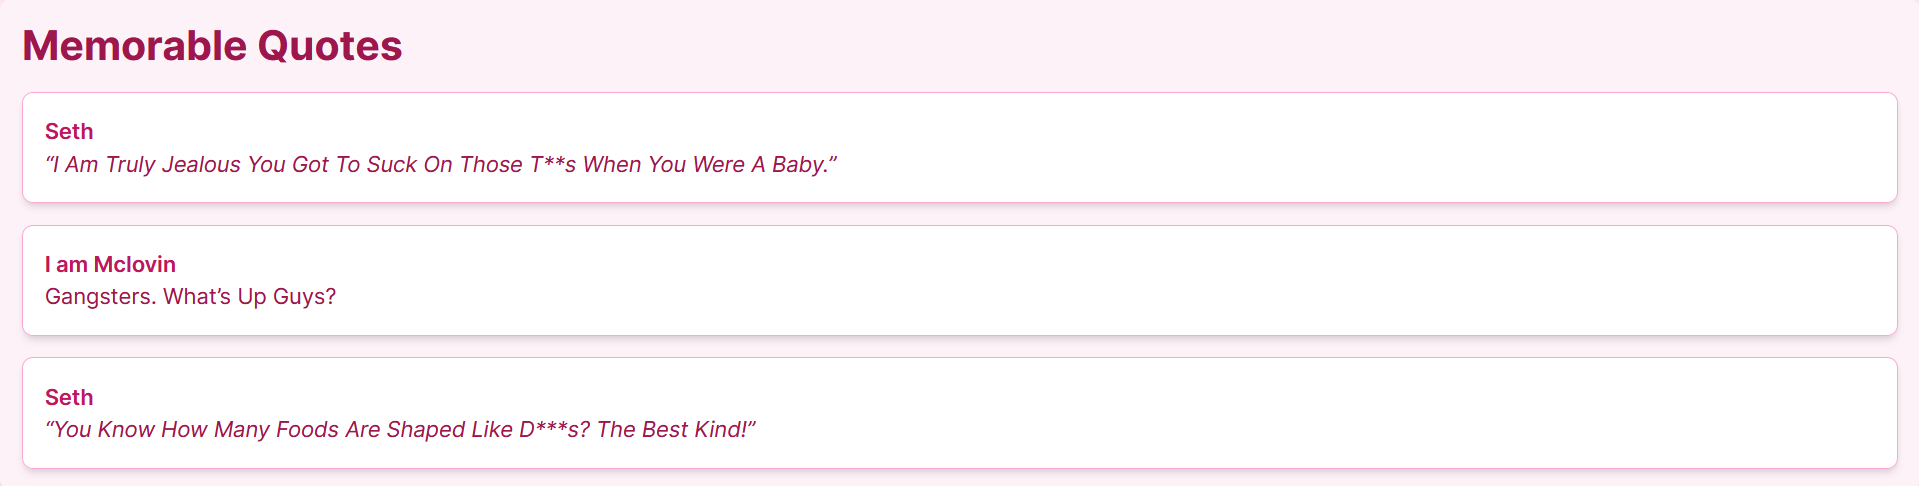 Memorable Quotes
Seth
“I Am Truly Jealous You Got To Suck On Those T**s When You Were A Baby.”
I am Mclovin
Gangsters. What’s Up Guys?
Seth
“You Know How Many Foods Are Shaped Like D***s? The Best Kind!”